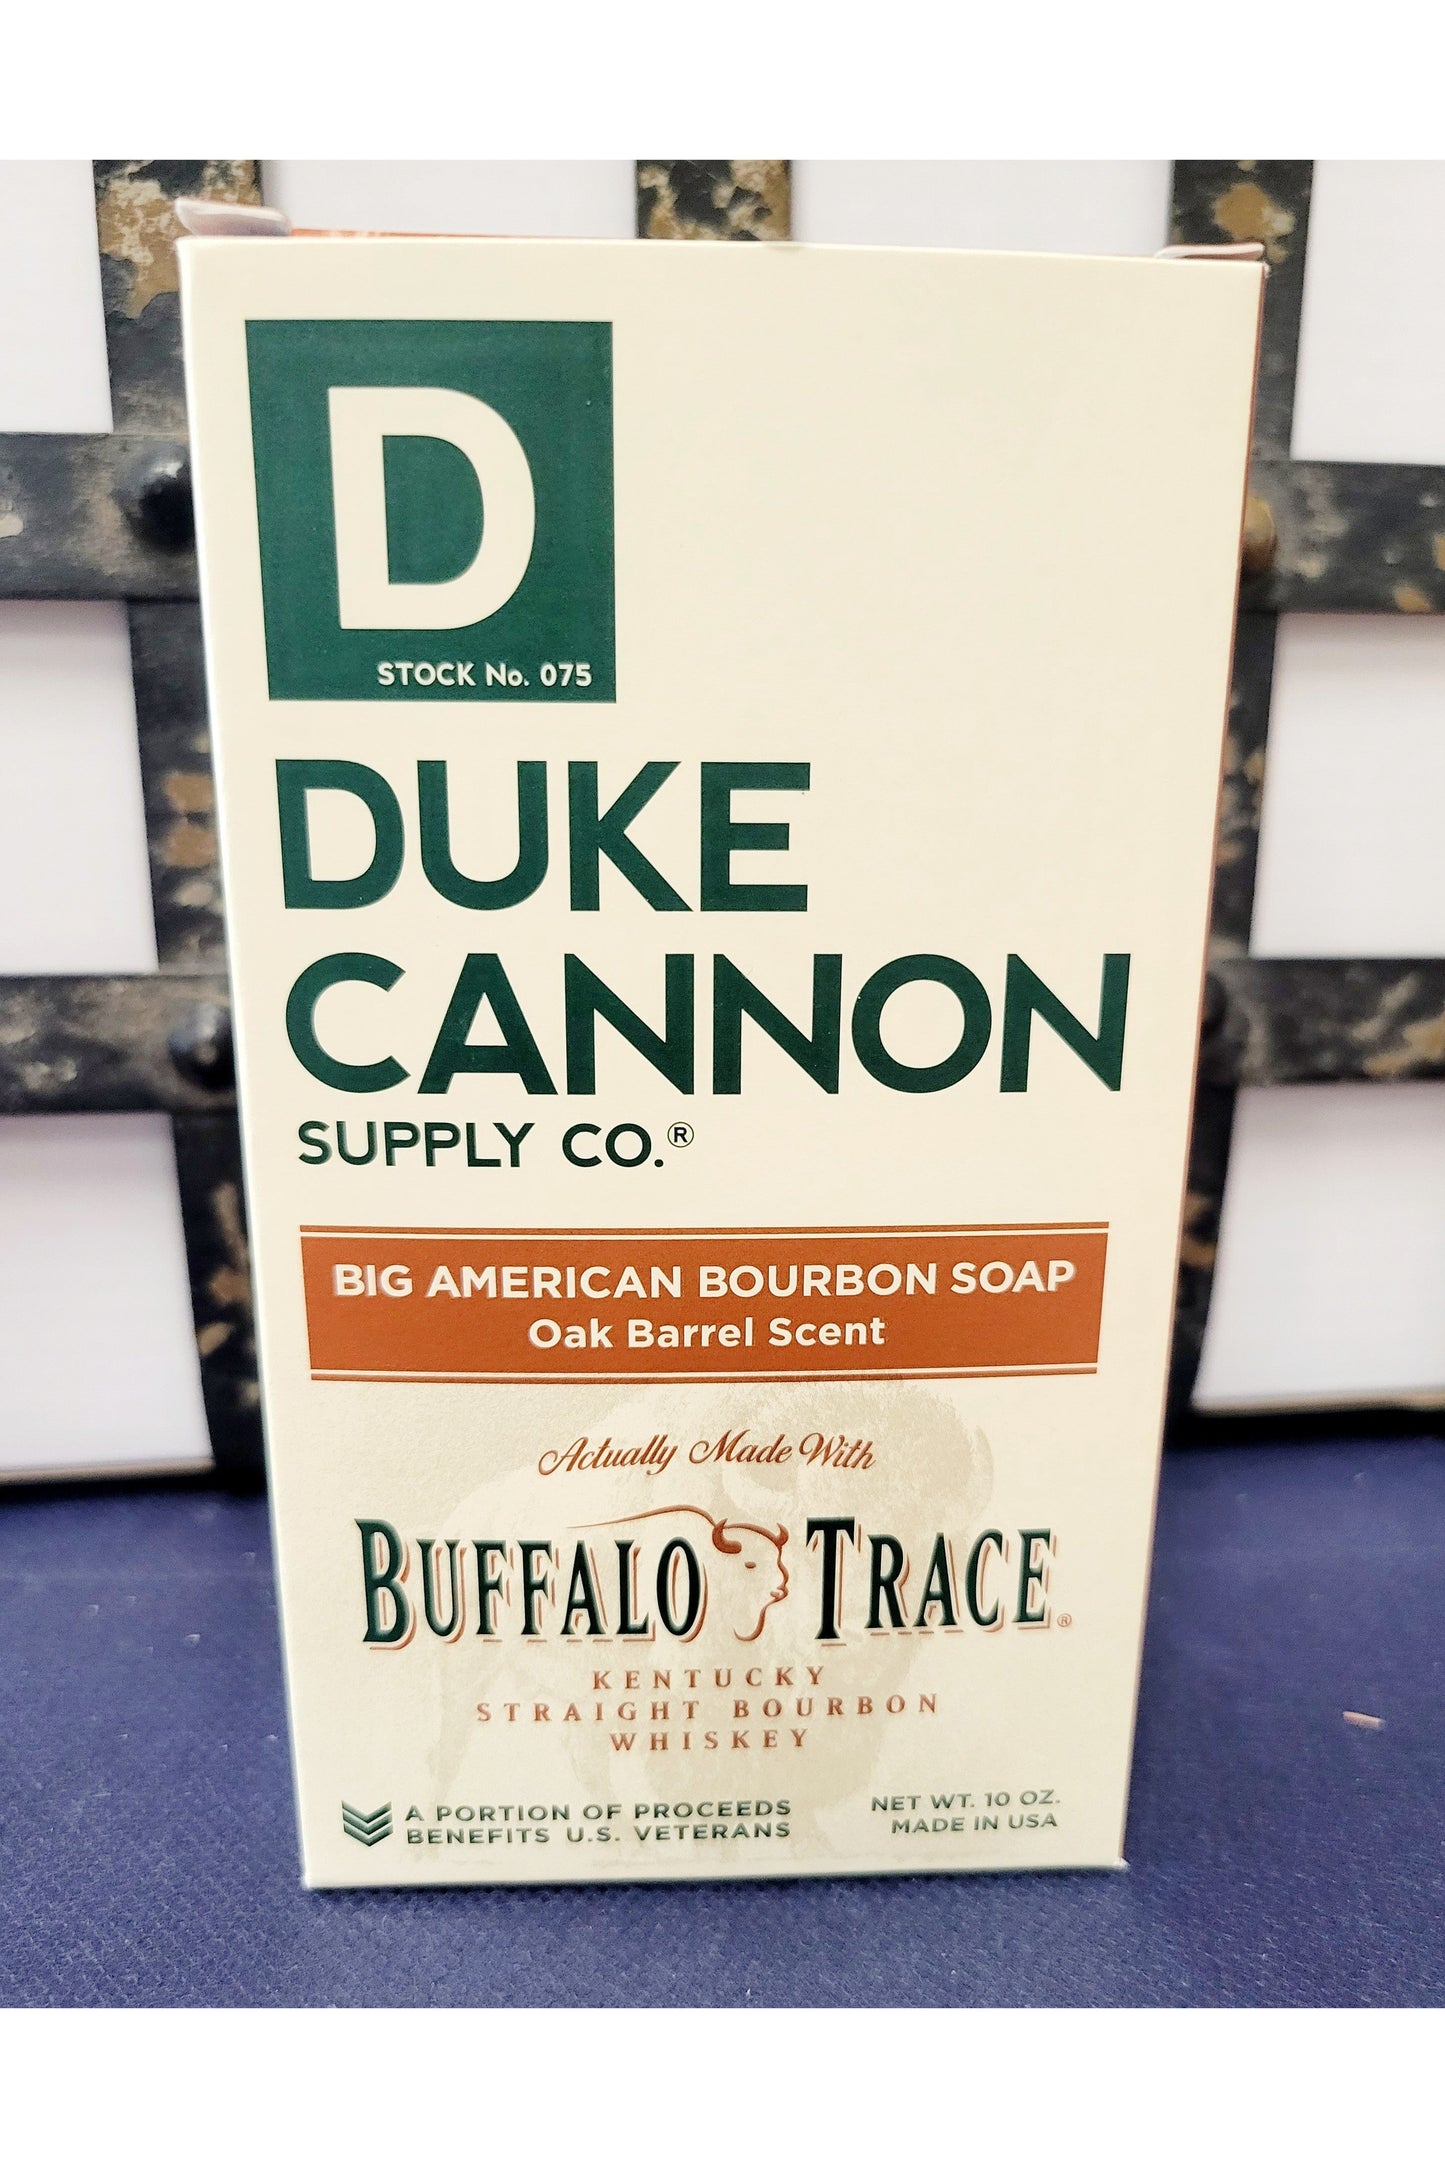 D
STOCK No. 075
DUKE
CANNON
SUPPLY CO.®
BIG AMERICAN BOURBON SOAP
Oak Barrel Scent
Actually Made With
BUFFALO TRACE®
KENTUCKY
STRAIGHT BOURBON
WHISKEY
A PORTION OF PROCEEDS
BENEFITS U.S. VETERANS
NET WT. 10 OZ.
MADE IN USA